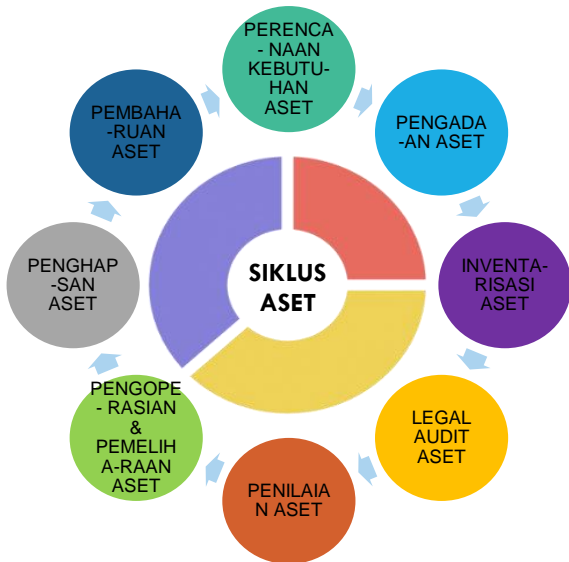 PERENCA
- NAAN
KEBUTU-
HAN
ASET
PENGADA
-AN ASET
INVENTA-
RISASI
ASET
LEGAL
AUDIT
ASET
PENILAIA
N ASET
PENGOPE
- RASIAN
&
PEMELIH
A-RAAN
ASET
PENGHAP
-SAN
ASET
PEMBAHA
-RUAN
ASET
SIKLUS
ASET